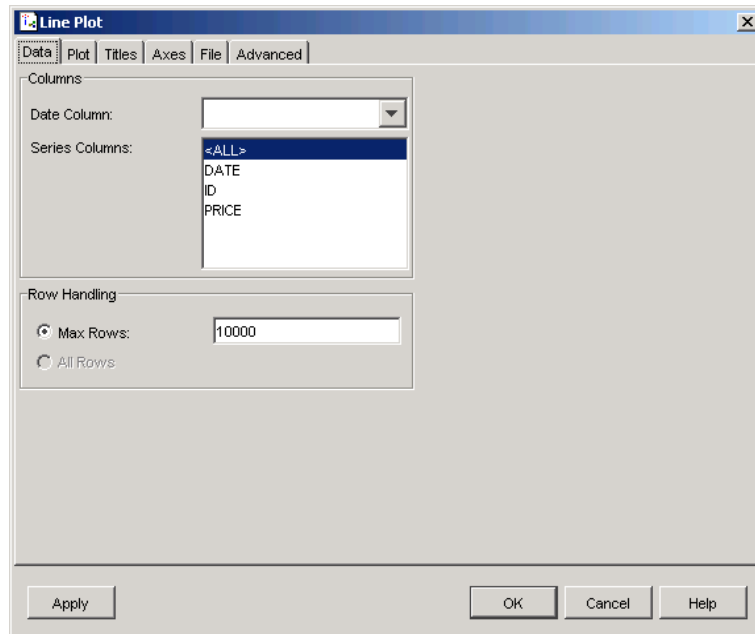 Line Plot
Data Plot Titles Axes File Advanced
Columns
Date Column:
Series Columns:
<ALL>
DATE
ID
PRICE
Row Handling
Max Rows: 10000
All Rows
Apply OK Cancel Help